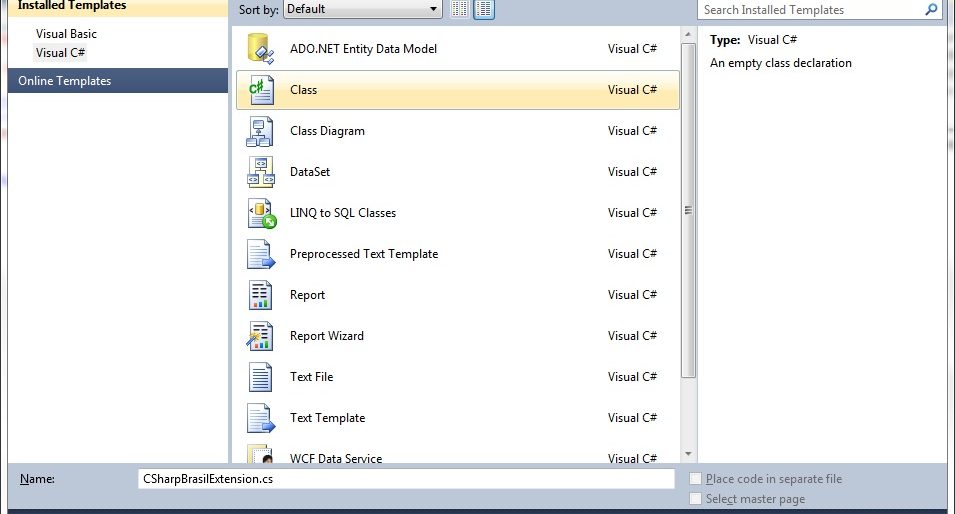 Installed Templates
Sort by: Default
Search Installed Templates
Visual Basic
Visual C#
Online Templates
ADO.NET Entity Data Model Visual C#
Class Visual C#
Class Diagram Visual C#
DataSet Visual C#
LINQ to SQL Classes Visual C#
Preprocessed Text Template Visual C#
Report Visual C#
Report Wizard Visual C#
Text File Visual C#
Text Template Visual C#
WCF Data Service Visual C#
Type: Visual C#
An empty class declaration
Name: CSharpBrasilExtension.cs
Place code in separate file
Select master page